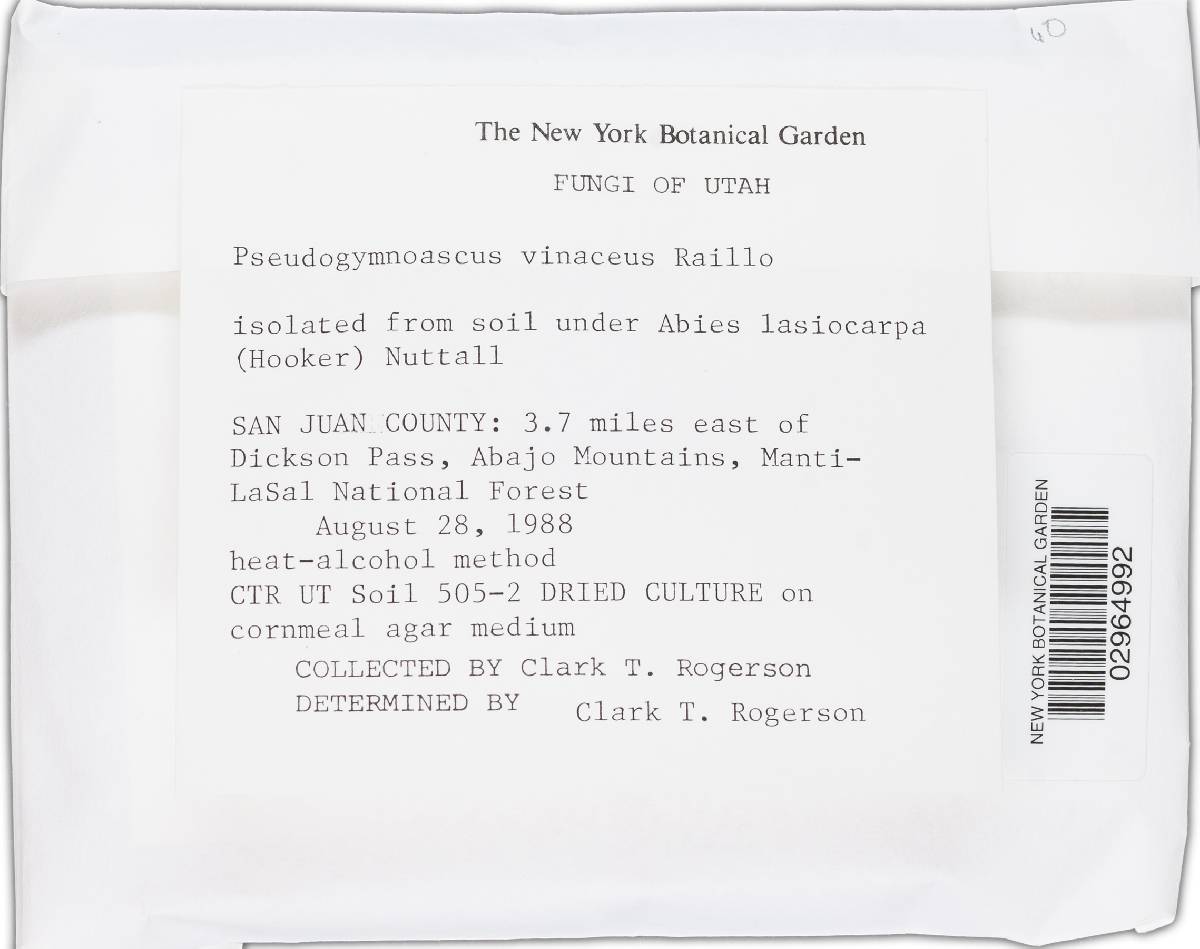 40
The New York Botanical Garden
FUNGI OF UTAH
Pseudogymnoascus vinaceus Raillo
isolated from soil under Abies lasiocarpa
(Hooker) Nuttall
SAN JUAN COUNTY: 3.7 miles east of
Dickson Pass, Abajo Mountains, Manti-
LaSal National Forest
August 28, 1988
heat-alcohol method
CTR UT Soil 505-2 DRIED CULTURE on
cornmeal agar medium
COLLECTED BY Clark T. Rogerson
DETERMINED BY Clark T. Rogerson
NEW YORK BOTANICAL GARDEN
02964992